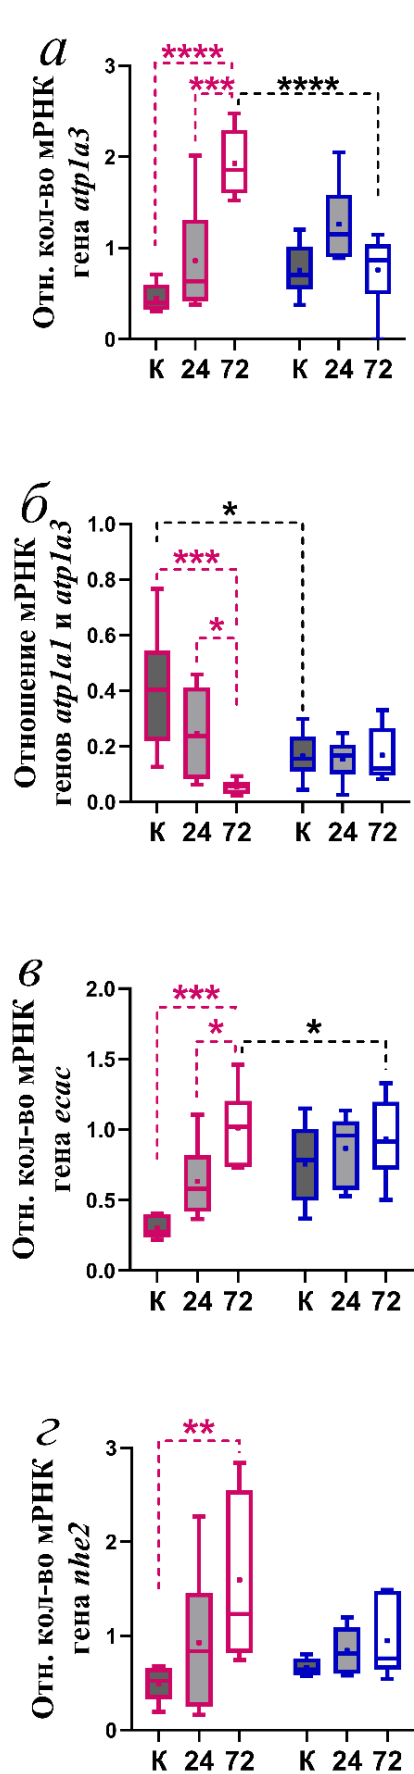 а
****
*** ****
Отн. кол-во мРНК
гена atp1a3
3
2
1
0
К 24 72 К 24 72
б
*
***
*
Отношение мРНК
генов atp1a1 и atp1a3
1.0
0.8
0.6
0.4
0.2
0.0
К 24 72 К 24 72
в
***
* *
Отн. кол-во мРНК
гена ecac
2.0
1.5
1.0
0.5
0.0
К 24 72 К 24 72
г
**
Отн. кол-во мРНК
гена nhe2
3
2
1
0
К 24 72 К 24 72